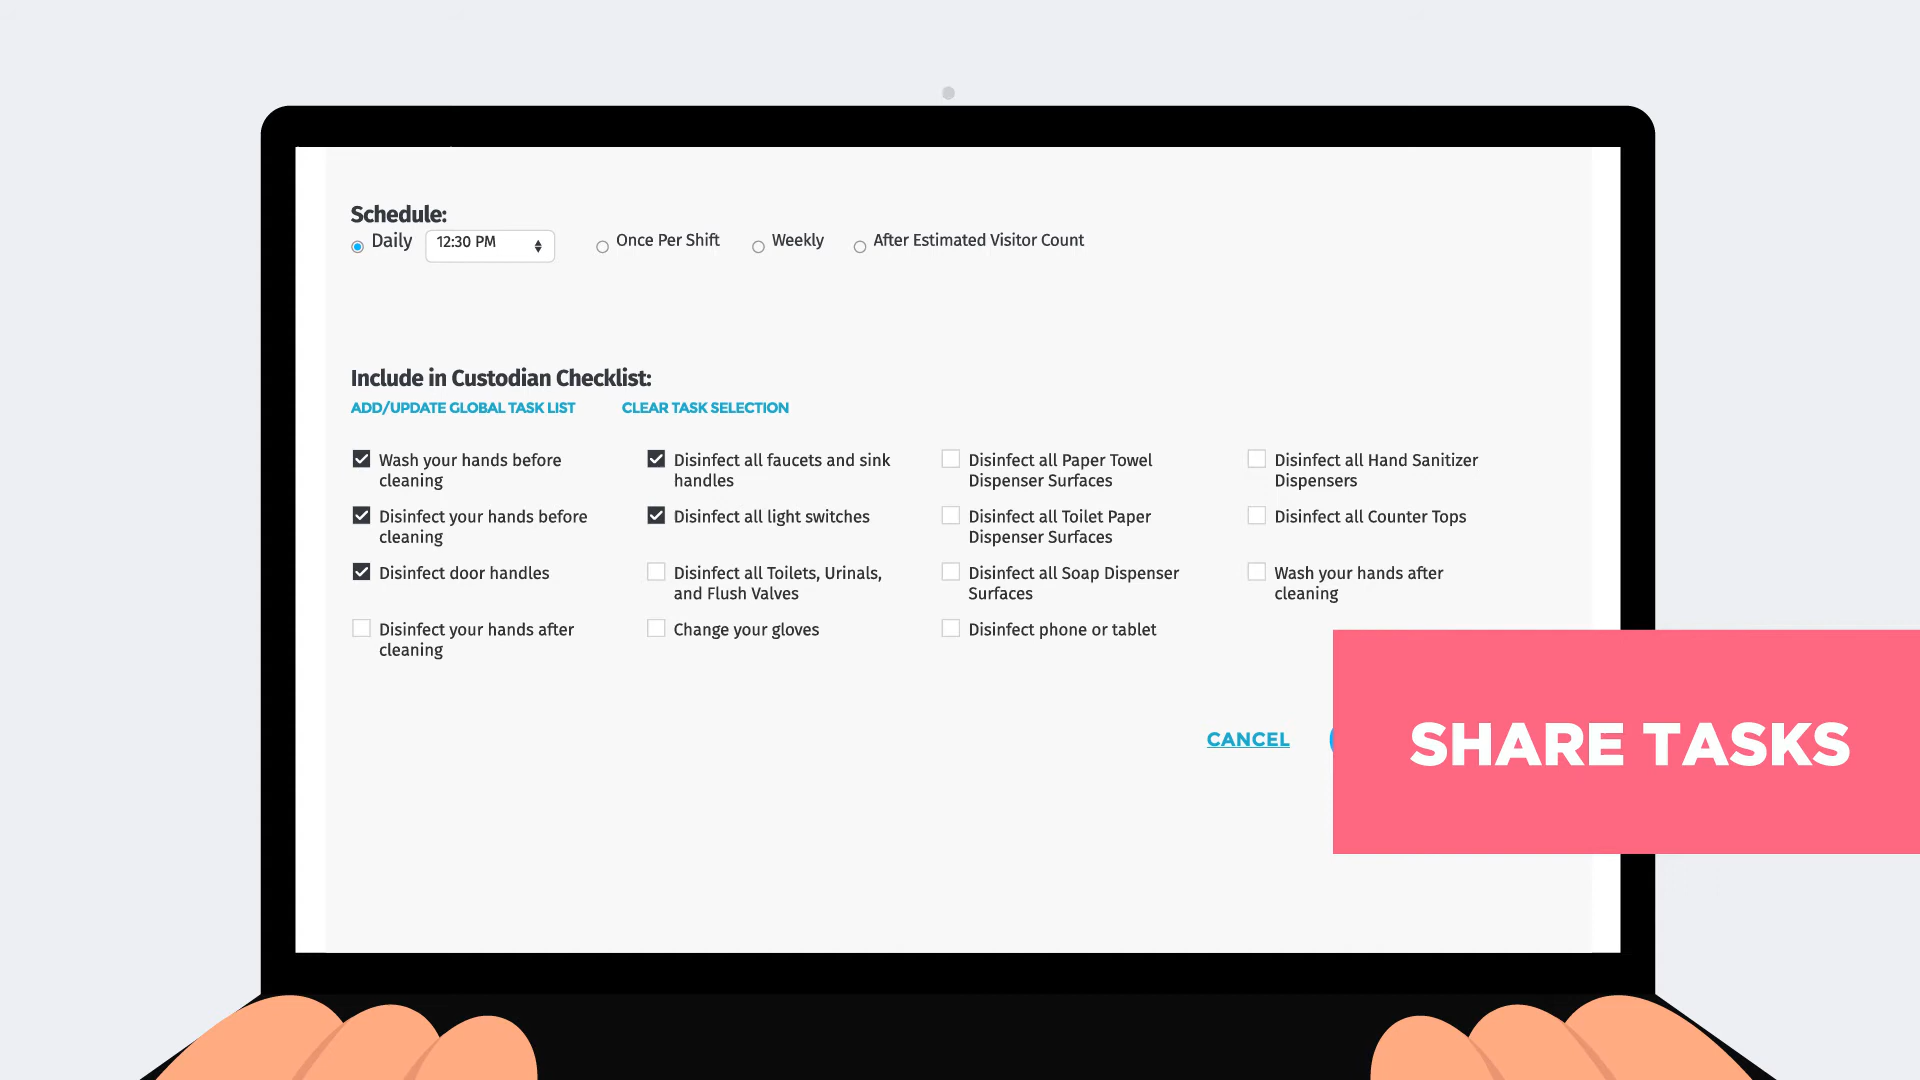 Schedule:
Daily 12:30 PM Once Per Shift Weekly After Estimated Visitor Count
Include in Custodian Checklist:
ADD/UPDATE GLOBAL TASK LIST CLEAR TASK SELECTION
Wash your hands before
cleaning
Disinfect all faucets and sink
handles
Disinfect all Paper Towel
Dispenser Surfaces
Disinfect all Hand Sanitizer
Dispensers
Disinfect your hands before
cleaning
Disinfect all light switches
Disinfect all Toilet Paper
Dispenser Surfaces
Disinfect all Counter Tops
Disinfect door handles
Disinfect all Toilets, Urinals,
and Flush Valves
Disinfect all Soap Dispenser
Surfaces
Wash your hands after
cleaning
Disinfect your hands after
cleaning
Change your gloves
Disinfect phone or tablet
CANCEL
SHARE TASKS